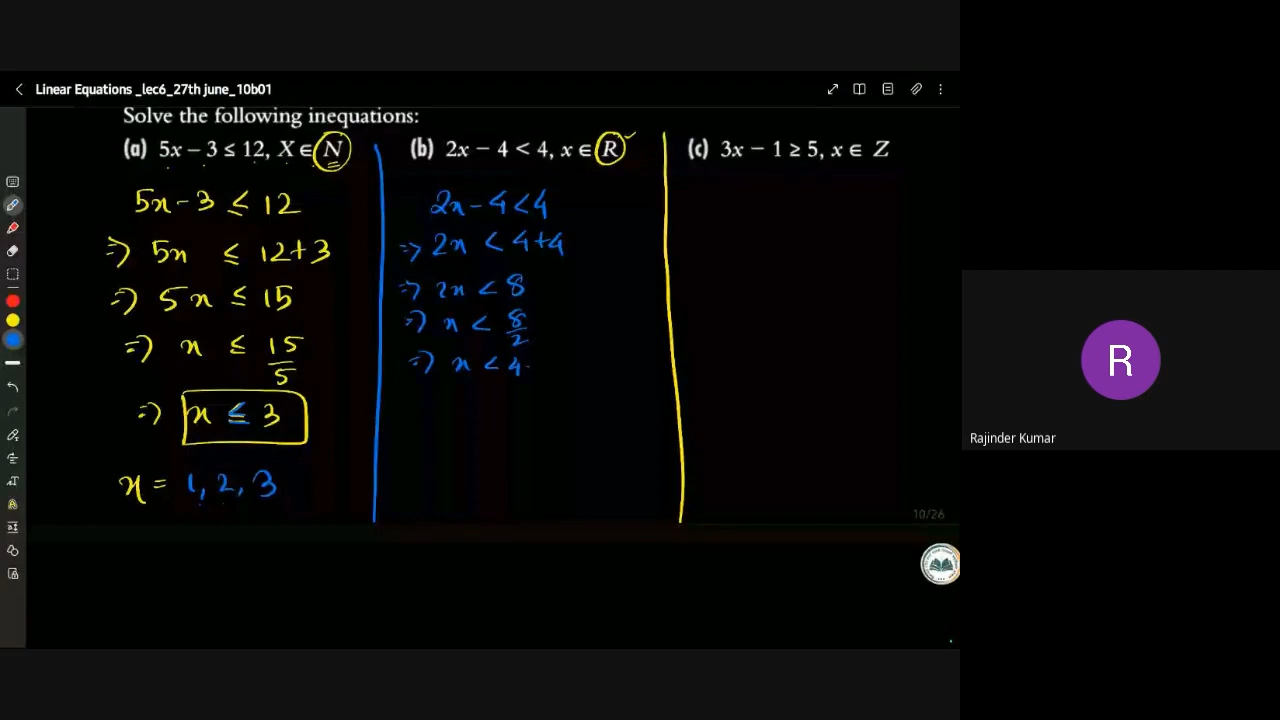 Linear Equations _lec6_27th june_10b01
Solve the following inequations:
(a) 5x − 3 ≤ 12, X ∈ N
5x - 3 ≤ 12
=> 5x ≤ 12+3
=> 5x ≤ 15
=> x ≤ 15/5
=> x ≤ 3
x = 1, 2, 3
(b) 2x − 4 < 4, x ∈ R
2x - 4 < 4
=> 2x < 4+4
=> 2x < 8
=> x < 8/2
=> x < 4
(c) 3x − 1 ≥ 5, x ∈ Z
10/26
R
Rajinder Kumar